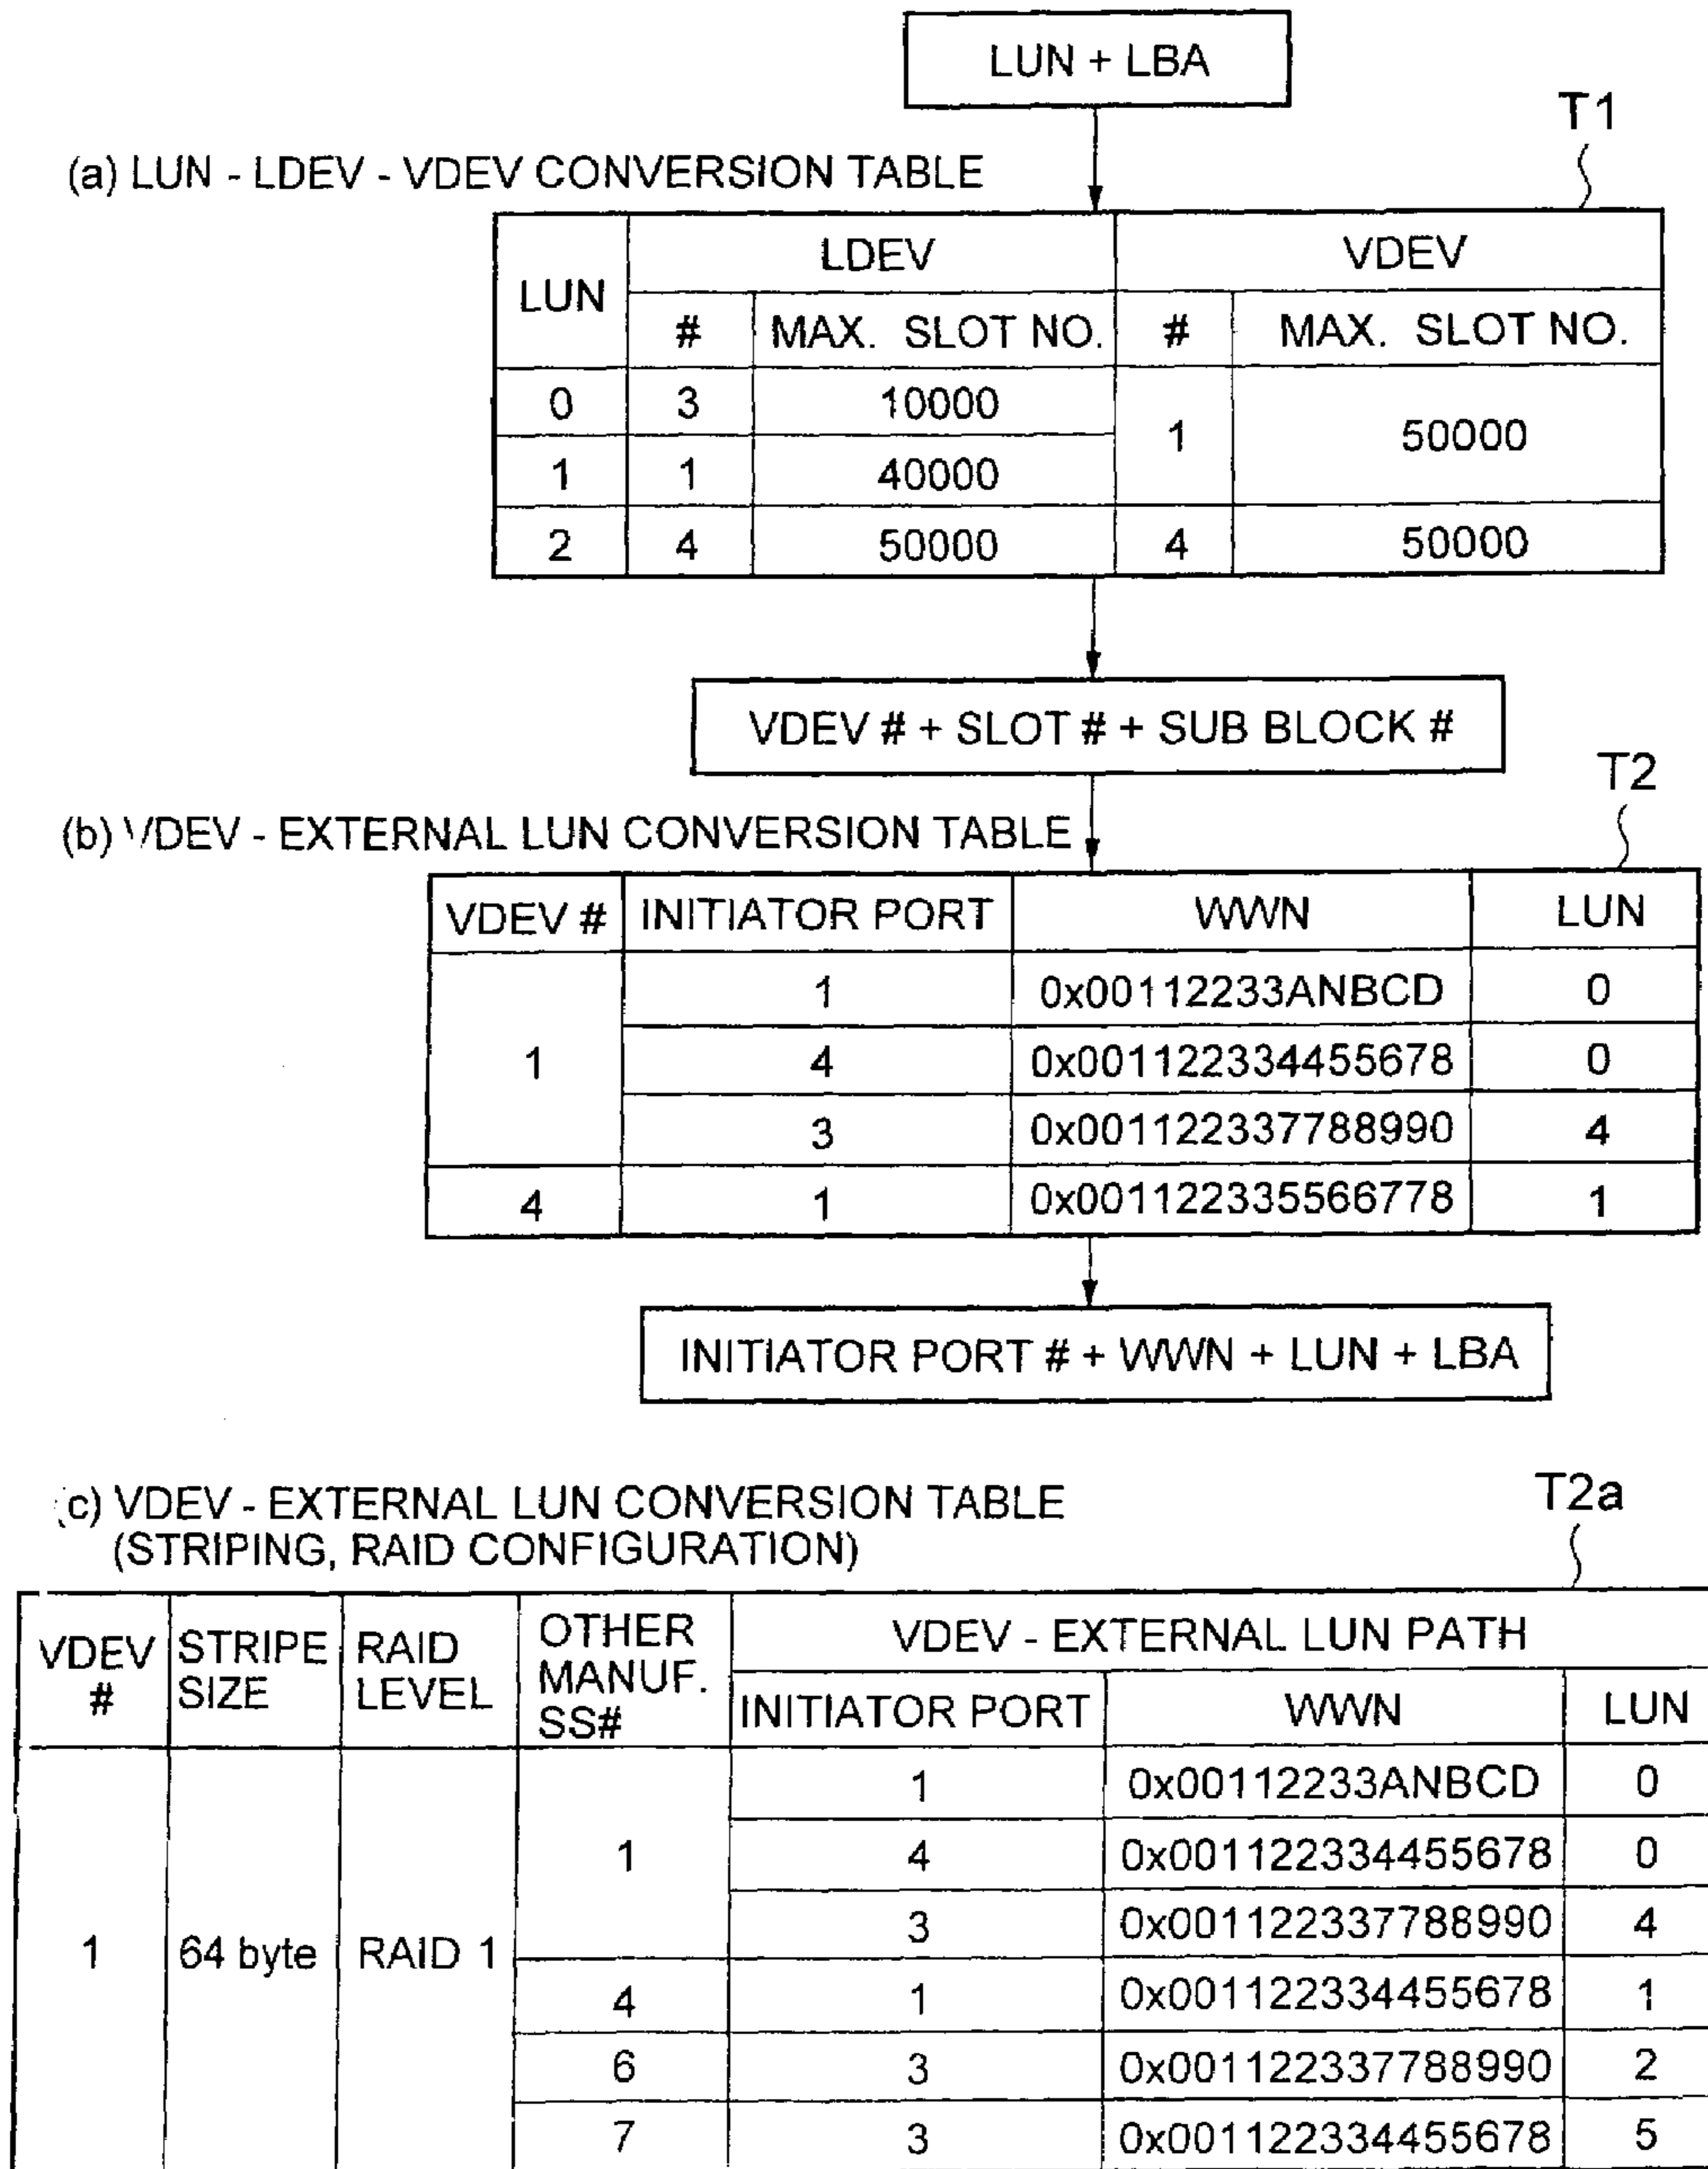 LUN + LBA
T1
(a) LUN - LDEV - VDEV CONVERSION TABLE
LUN LDEV VDEV
# MAX. SLOT NO. # MAX. SLOT NO.
0 3 10000 1 50000
1 1 40000
2 4 50000 4 50000
VDEV # + SLOT # + SUB BLOCK #
T2
(b) VDEV - EXTERNAL LUN CONVERSION TABLE
VDEV # INITIATOR PORT WWN LUN
1 1 0x00112233ANBCD 0
4 0x001122334455678 0
3 0x001122337788990 4
4 1 0x001122335566778 1
INITIATOR PORT # + WWN + LUN + LBA
T2a
(c) VDEV - EXTERNAL LUN CONVERSION TABLE
(STRIPING, RAID CONFIGURATION)
VDEV # STRIPE SIZE RAID LEVEL OTHER MANUF. SS# VDEV - EXTERNAL LUN PATH
INITIATOR PORT WWN LUN
1 64 byte RAID 1 1 1 0x00112233ANBCD 0
4 0x001122334455678 0
3 0x001122337788990 4
4 1 0x001122334455678 1
6 3 0x001122337788990 2
7 3 0x001122334455678 5